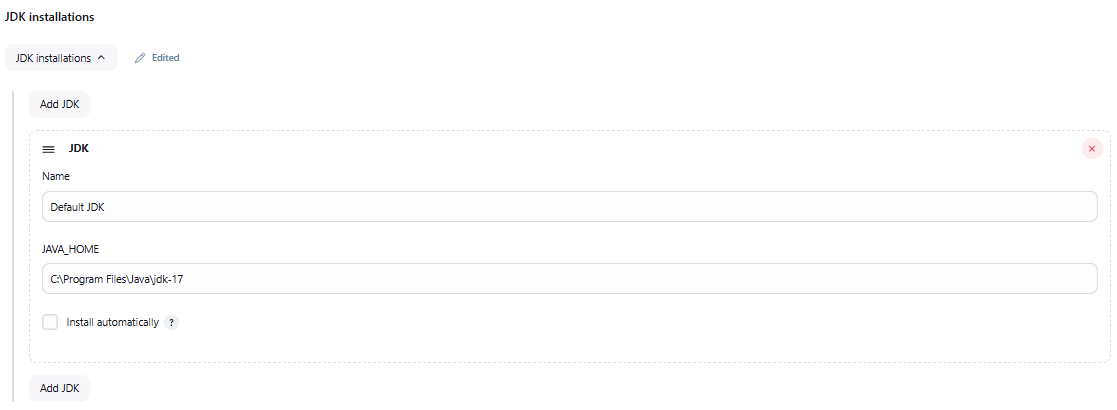 JDK installations
JDK installations
Edited
Add JDK
JDK
Name
Default JDK
JAVA_HOME
C:\Program Files\Java\jdk-17
Install automatically ?
Add JDK